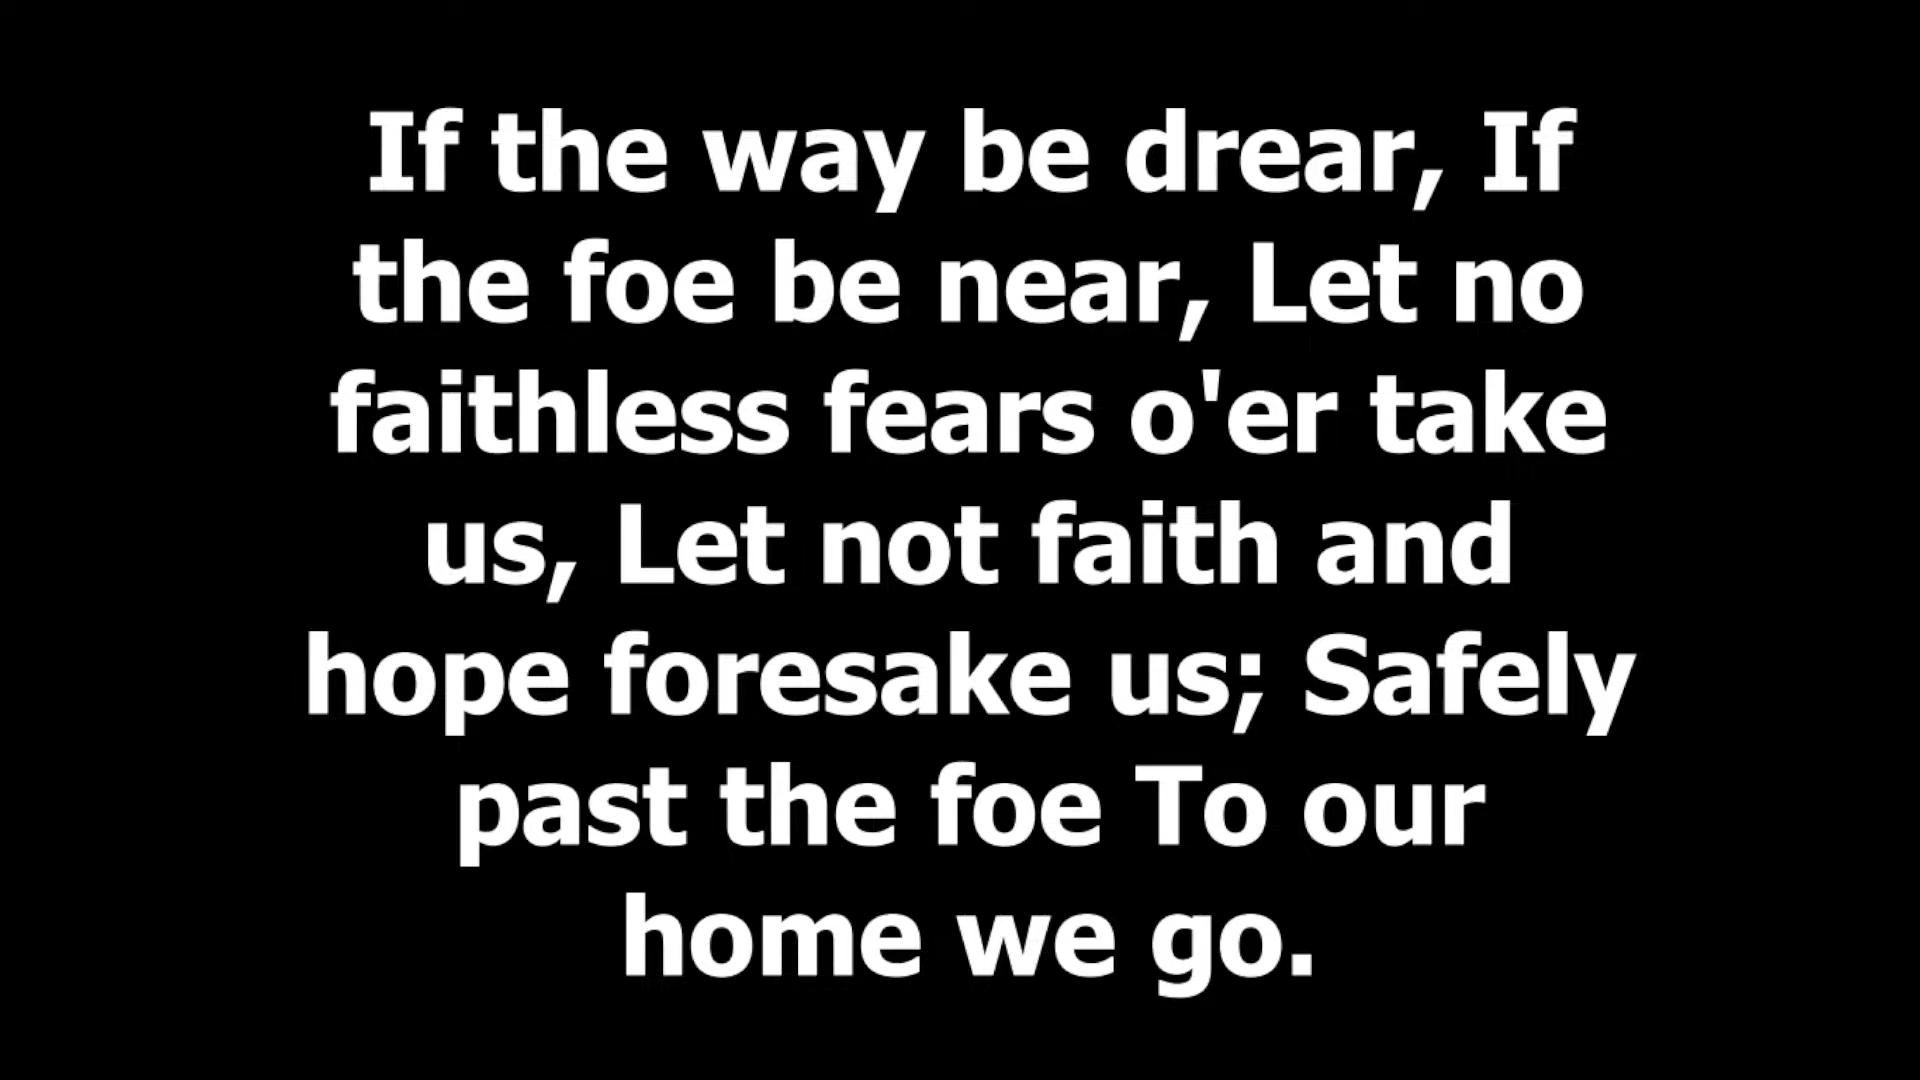 If the way be drear, If
the foe be near, Let no
faithless fears o'er take
us, Let not faith and
hope foresake us; Safely
past the foe To our
home we go.